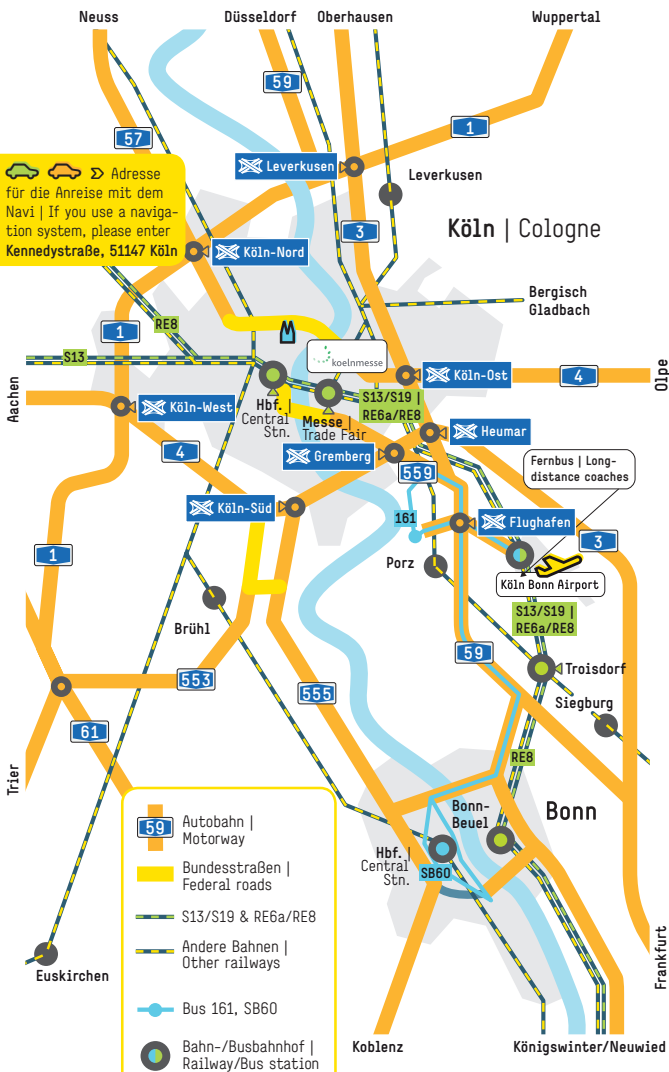 Neuss
Düsseldorf
Oberhausen
Wuppertal
59
1
57
Leverkusen
Leverkusen
Adresse
für die Anreise mit dem
Navi | If you use a naviga-
tion system, please enter
Kennedystraße, 51147 Köln
3
Köln | Cologne
Köln-Nord
Bergisch
Gladbach
1
RE8
S13
koelnmesse
Köln-Ost
4
Olpe
Aachen
Köln-West
Hbf. |
Central
Stn.
Messe |
Trade Fair
S13/S19 |
RE6a/RE8
Heumar
4
Gremberg
559
Fernbus | Long-
distance coaches
Köln-Süd
161
Flughafen
3
1
Porz
Köln Bonn Airport
Brühl
S13/S19 |
RE6a/RE8
59
Troisdorf
553
555
Siegburg
61
Trier
RE8
59
Autobahn |
Motorway
Bundesstraßen |
Federal roads
S13/S19 & RE6a/RE8
Andere Bahnen |
Other railways
Bus 161, SB60
Bahn-/Busbahnhof |
Railway/Bus station
Bonn-
Beuel
Bonn
Hbf. |
Central
Stn.
SB60
Euskirchen
Frankfurt
Koblenz
Königswinter/Neuwied